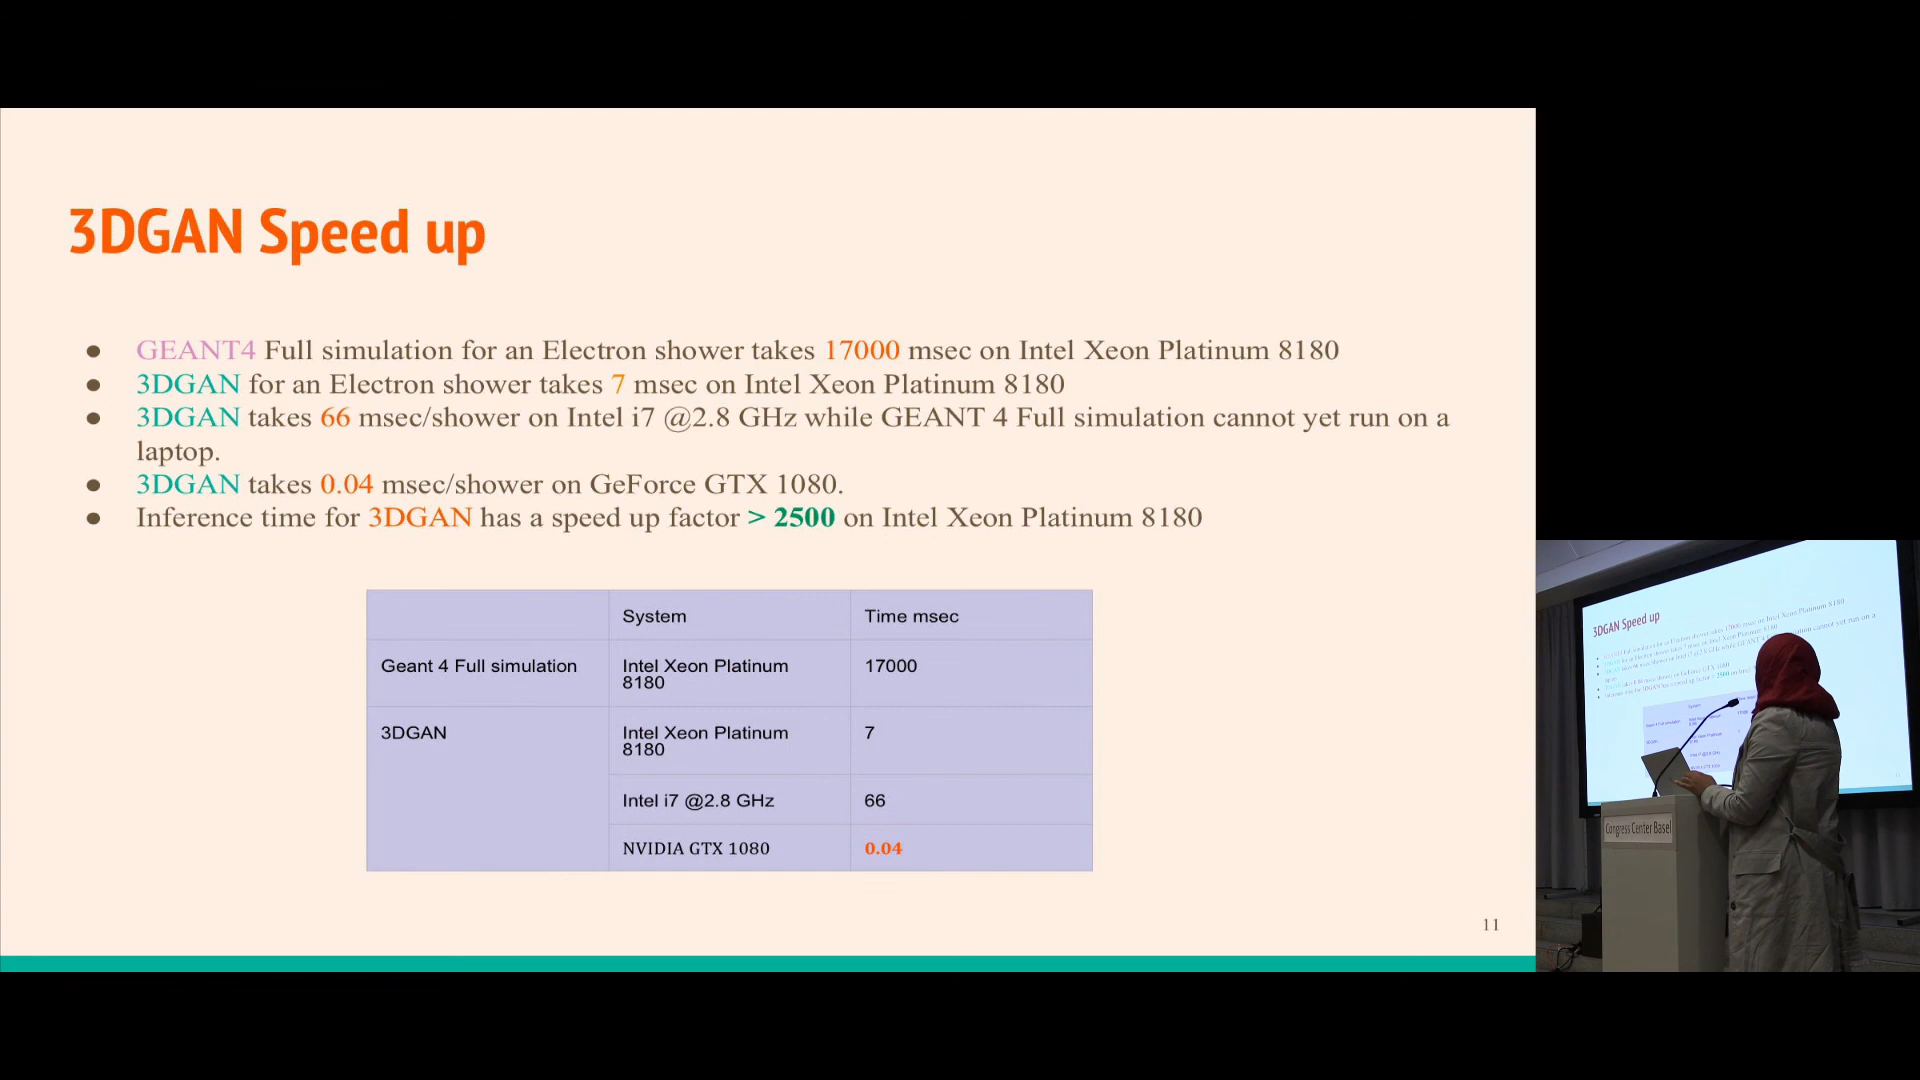 3DGAN Speed up
● GEANT4 Full simulation for an Electron shower takes 17000 msec on Intel Xeon Platinum 8180
● 3DGAN for an Electron shower takes 7 msec on Intel Xeon Platinum 8180
● 3DGAN takes 66 msec/shower on Intel i7 @2.8 GHz while GEANT 4 Full simulation cannot yet run on a
laptop.
● 3DGAN takes 0.04 msec/shower on GeForce GTX 1080.
● Inference time for 3DGAN has a speed up factor > 2500 on Intel Xeon Platinum 8180
System Time msec
Geant 4 Full simulation Intel Xeon Platinum 17000
8180
3DGAN Intel Xeon Platinum 7
8180
Intel i7 @2.8 GHz 66
NVIDIA GTX 1080 0.04
11
3DGAN Speed up
Congress Center Basel